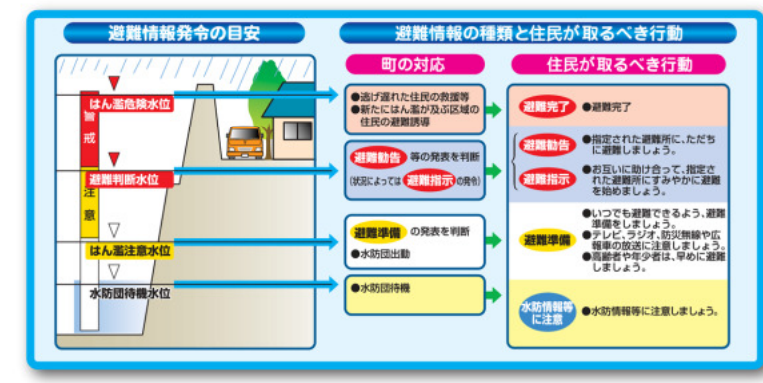 避難情報発令の目安
避難情報の種類と住民が取るべき行動
町の対応
住民が取るべき行動
はん濫危険水位
警戒
避難判断水位
注意
はん濫注意水位
水防団待機水位
●逃げ遅れた住民の救援等
●新たにはん濫が及ぶ区域の
住民の避難誘導
避難完了 ●避難完了
避難勧告 等の発表を判断
(状況によっては 避難指示 の発令)
避難勧告
●指定された避難所に、ただち
に避難しましょう。
避難指示
●お互いに助け合って、指定さ
れた避難所にすみやかに避難
を始めましょう。
避難準備 の発表を判断
●水防団出動
避難準備
●いつでも避難できるよう、避難
準備をしましょう。
●テレビ、ラジオ、防災無線や広
報車の放送に注意しましょう。
●高齢者や年少者は、早めに避難
しましょう。
●水防団待機
水防情報等
に注意
●水防情報等に注意しましょう。